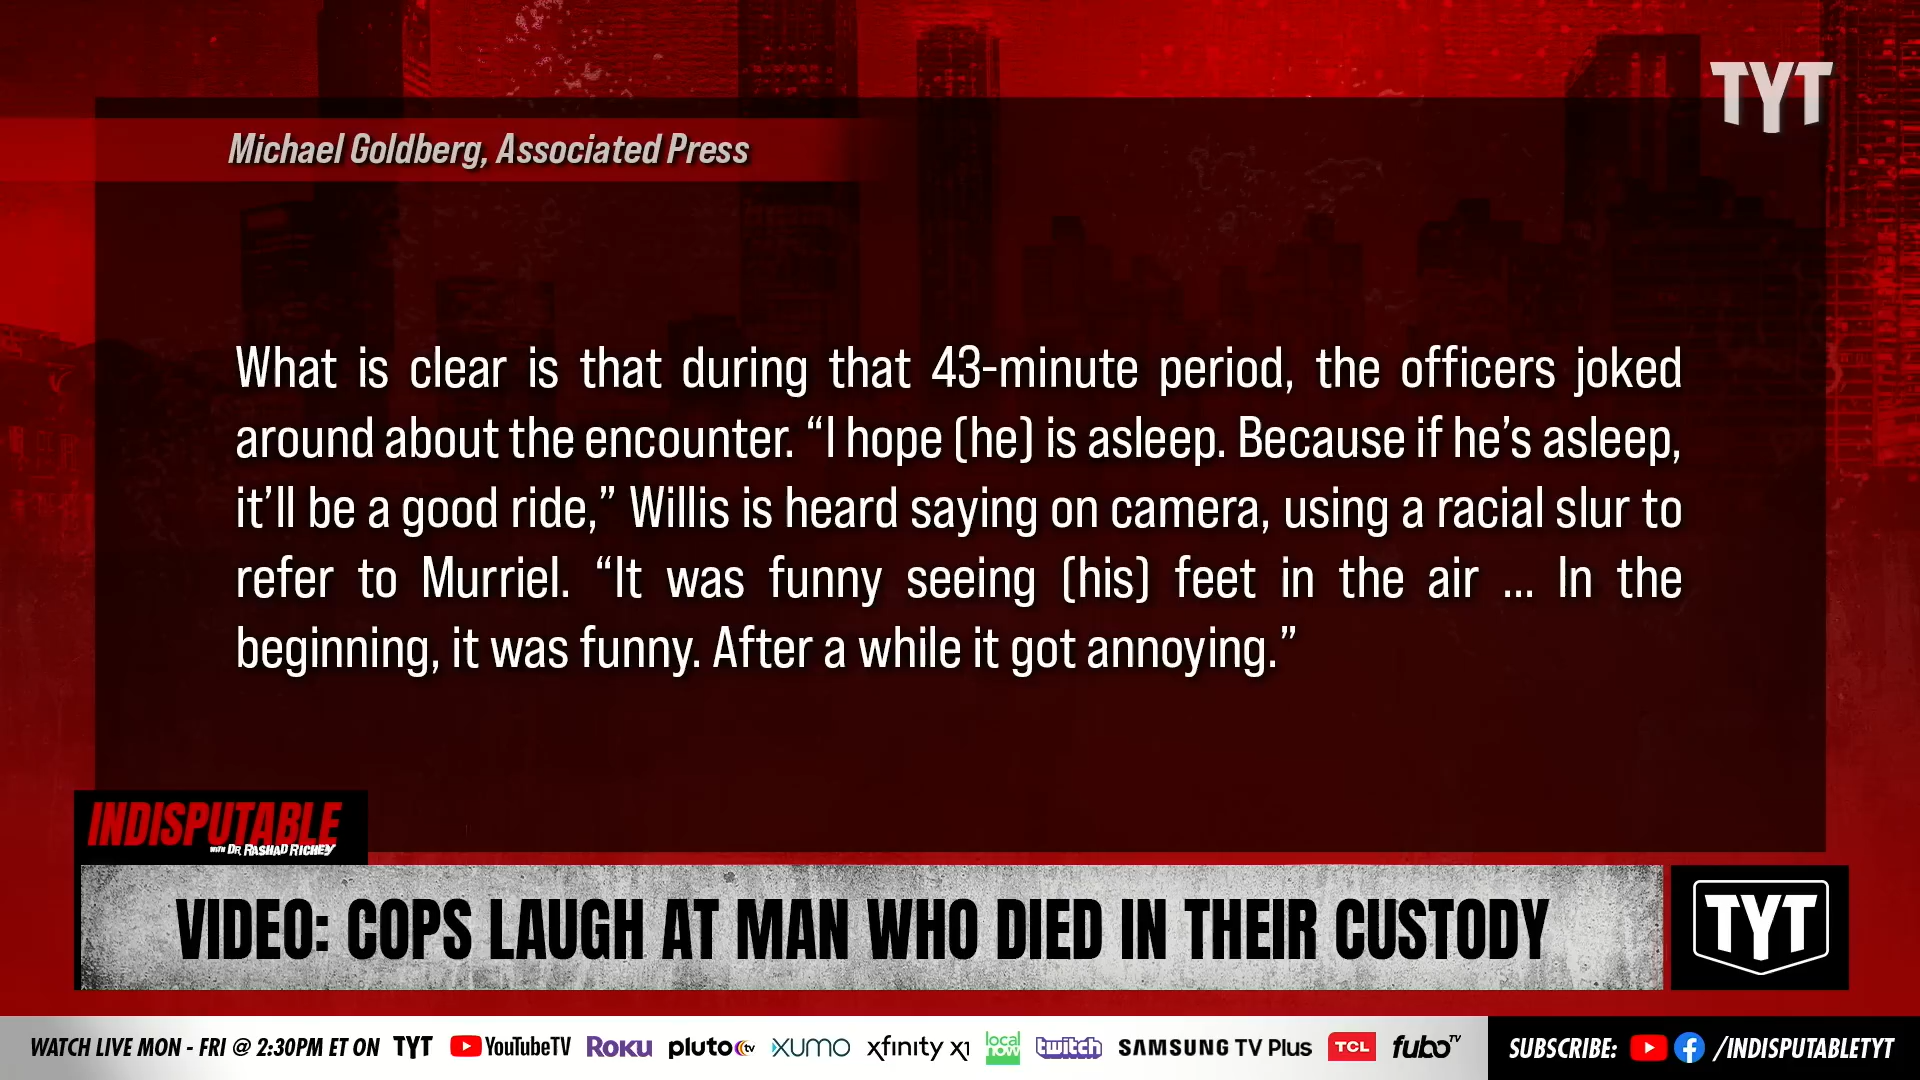 TYT
Michael Goldberg, Associated Press
What is clear is that during that 43-minute period, the officers joked
around about the encounter. “I hope (he) is asleep. Because if he’s asleep,
it’ll be a good ride,” Willis is heard saying on camera, using a racial slur to
refer to Murriel. “It was funny seeing (his) feet in the air ... In the
beginning, it was funny. After a while it got annoying.”
INDISPUTABLE
WITH DR. RASHAD RICHEY
VIDEO: COPS LAUGH AT MAN WHO DIED IN THEIR CUSTODY
TYT
WATCH LIVE MON - FRI @ 2:30PM ET ON TYT YouTubeTV ROKU pluto tv XUMO xfinity x1 local now twitch SAMSUNG TV Plus TCL fubo TV SUBSCRIBE: /INDISPUTABLETYT